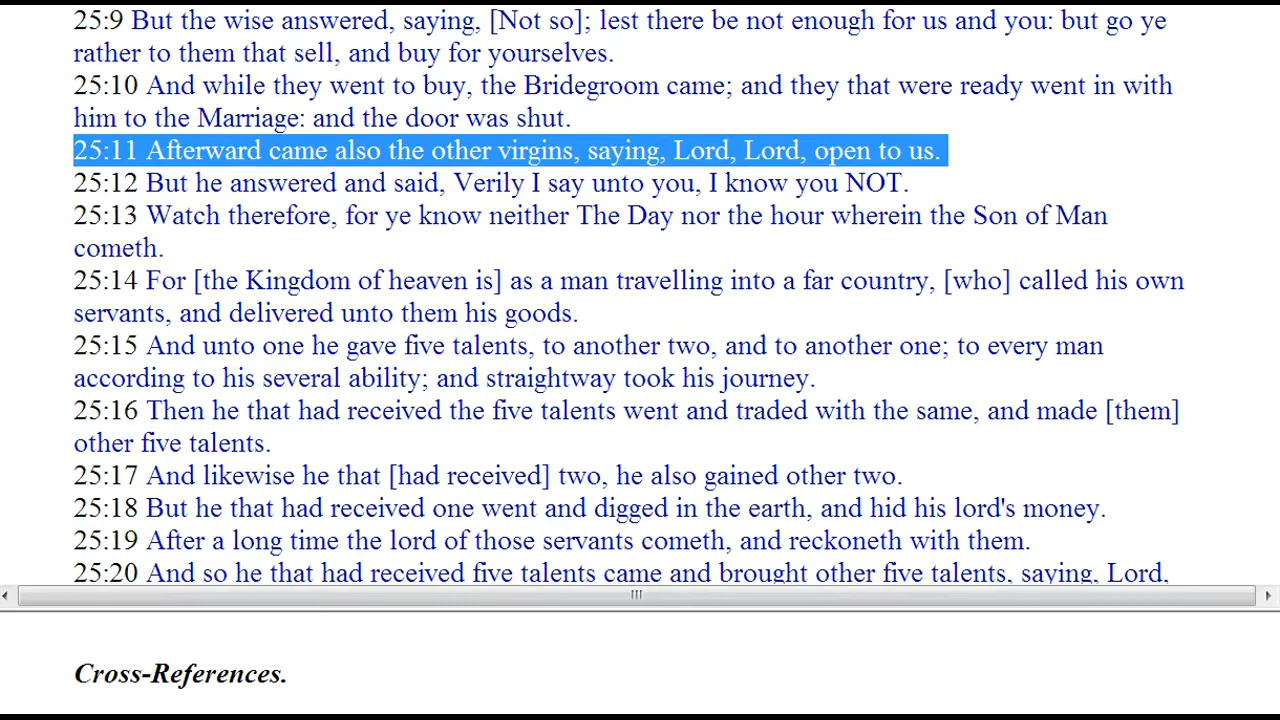 25:9 But the wise answered, saying, [Not so]; lest there be not enough for us and you: but go ye
rather to them that sell, and buy for yourselves.
25:10 And while they went to buy, the Bridegroom came; and they that were ready went in with
him to the Marriage: and the door was shut.
25:11 Afterward came also the other virgins, saying, Lord, Lord, open to us.
25:12 But he answered and said, Verily I say unto you, I know you NOT.
25:13 Watch therefore, for ye know neither The Day nor the hour wherein the Son of Man
cometh.
25:14 For [the Kingdom of heaven is] as a man travelling into a far country, [who] called his own
servants, and delivered unto them his goods.
25:15 And unto one he gave five talents, to another two, and to another one; to every man
according to his several ability; and straightway took his journey.
25:16 Then he that had received the five talents went and traded with the same, and made [them]
other five talents.
25:17 And likewise he that [had received] two, he also gained other two.
25:18 But he that had received one went and digged in the earth, and hid his lord's money.
25:19 After a long time the lord of those servants cometh, and reckoneth with them.
25:20 And so he that had received five talents came and brought other five talents, saying, Lord,
Cross-References.